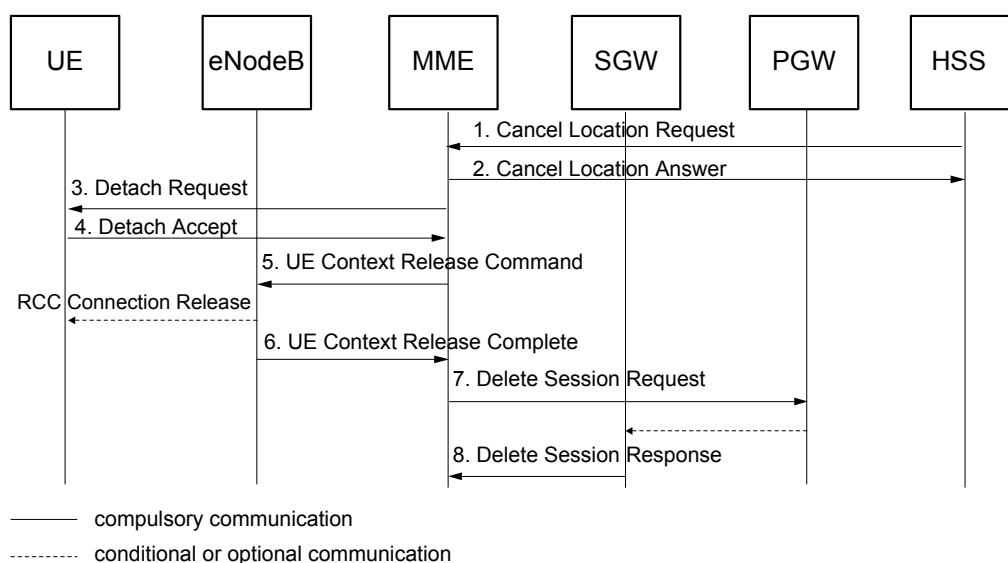 UE
eNodeB
MME
SGW
PGW
HSS
1. Cancel Location Request
2. Cancel Location Answer
3. Detach Request
4. Detach Accept
5. UE Context Release Command
RCC Connection Release
6. UE Context Release Complete
7. Delete Session Request
8. Delete Session Response
compulsory communication
conditional or optional communication